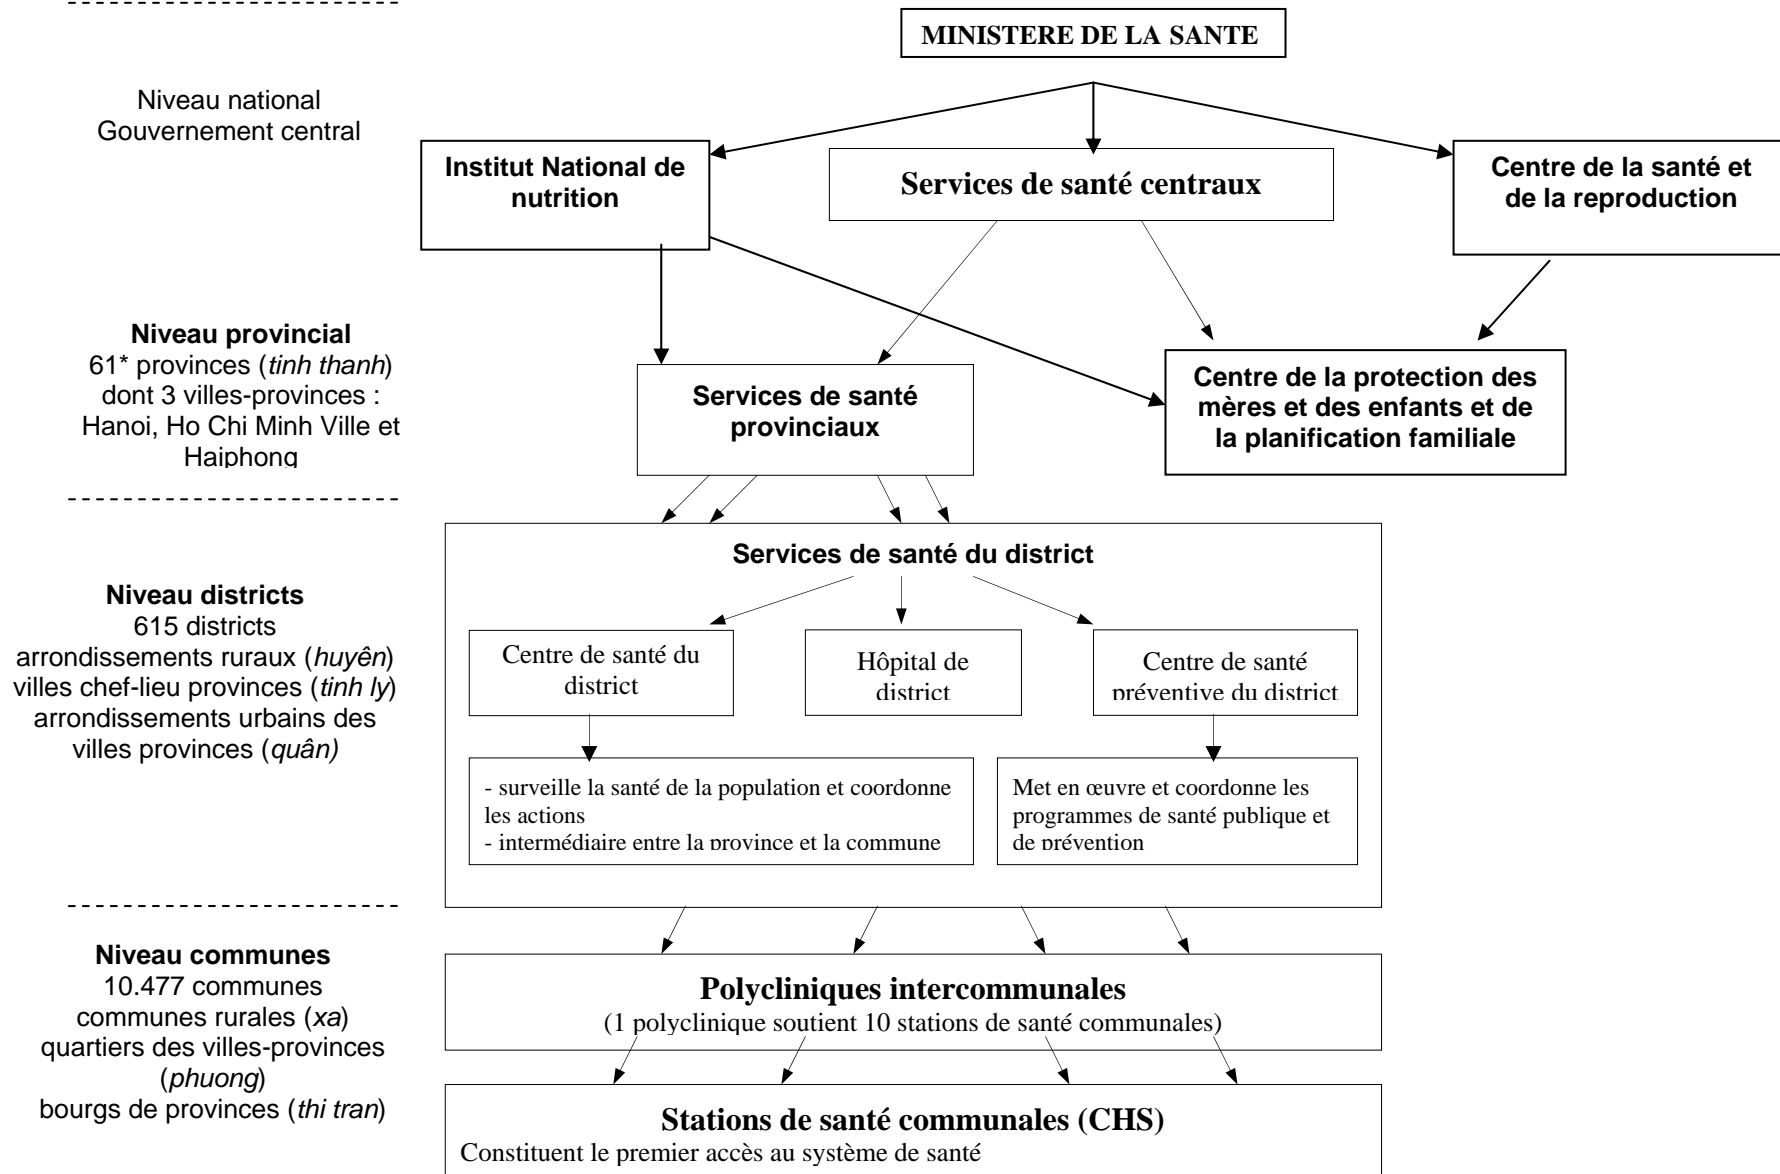 MINISTERE DE LA SANTE
Niveau national
Gouvernement central
Institut National de
nutrition
Services de santé centraux
Centre de la santé et
de la reproduction
Niveau provincial
61* provinces (tinh thanh)
dont 3 villes-provinces :
Hanoi, Ho Chi Minh Ville et
Haiphong
Services de santé
provinciaux
Centre de la protection des
mères et des enfants et de
la planification familiale
Niveau districts
615 districts
arrondissements ruraux (huyên)
villes chef-lieu provinces (tinh ly)
arrondissements urbains des
villes provinces (quân)
Services de santé du district
Centre de santé du
district
Hôpital de
district
Centre de santé
préventive du district
- surveille la santé de la population et coordonne
les actions
- intermédiaire entre la province et la commune
Met en œuvre et coordonne les
programmes de santé publique et
de prévention
Niveau communes
10.477 communes
communes rurales (xa)
quartiers des villes-provinces
(phuong)
bourgs de provinces (thi tran)
Polycliniques intercommunales
(1 polyclinique soutient 10 stations de santé communales)
Stations de santé communales (CHS)
Constituent le premier accès au système de santé